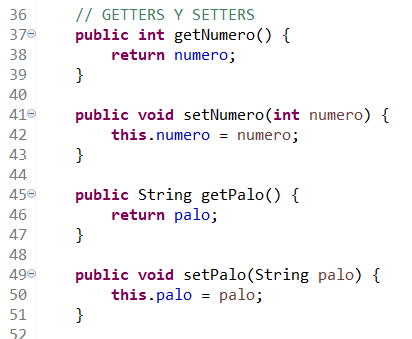 36 // GETTERS Y SETTERS
37 public int getNumero() {
38 return numero;
39 }
40
41 public void setNumero(int numero) {
42 this.numero = numero;
43 }
44
45 public String getPalo() {
46 return palo;
47 }
48
49 public void setPalo(String palo) {
50 this.palo = palo;
51 }
52